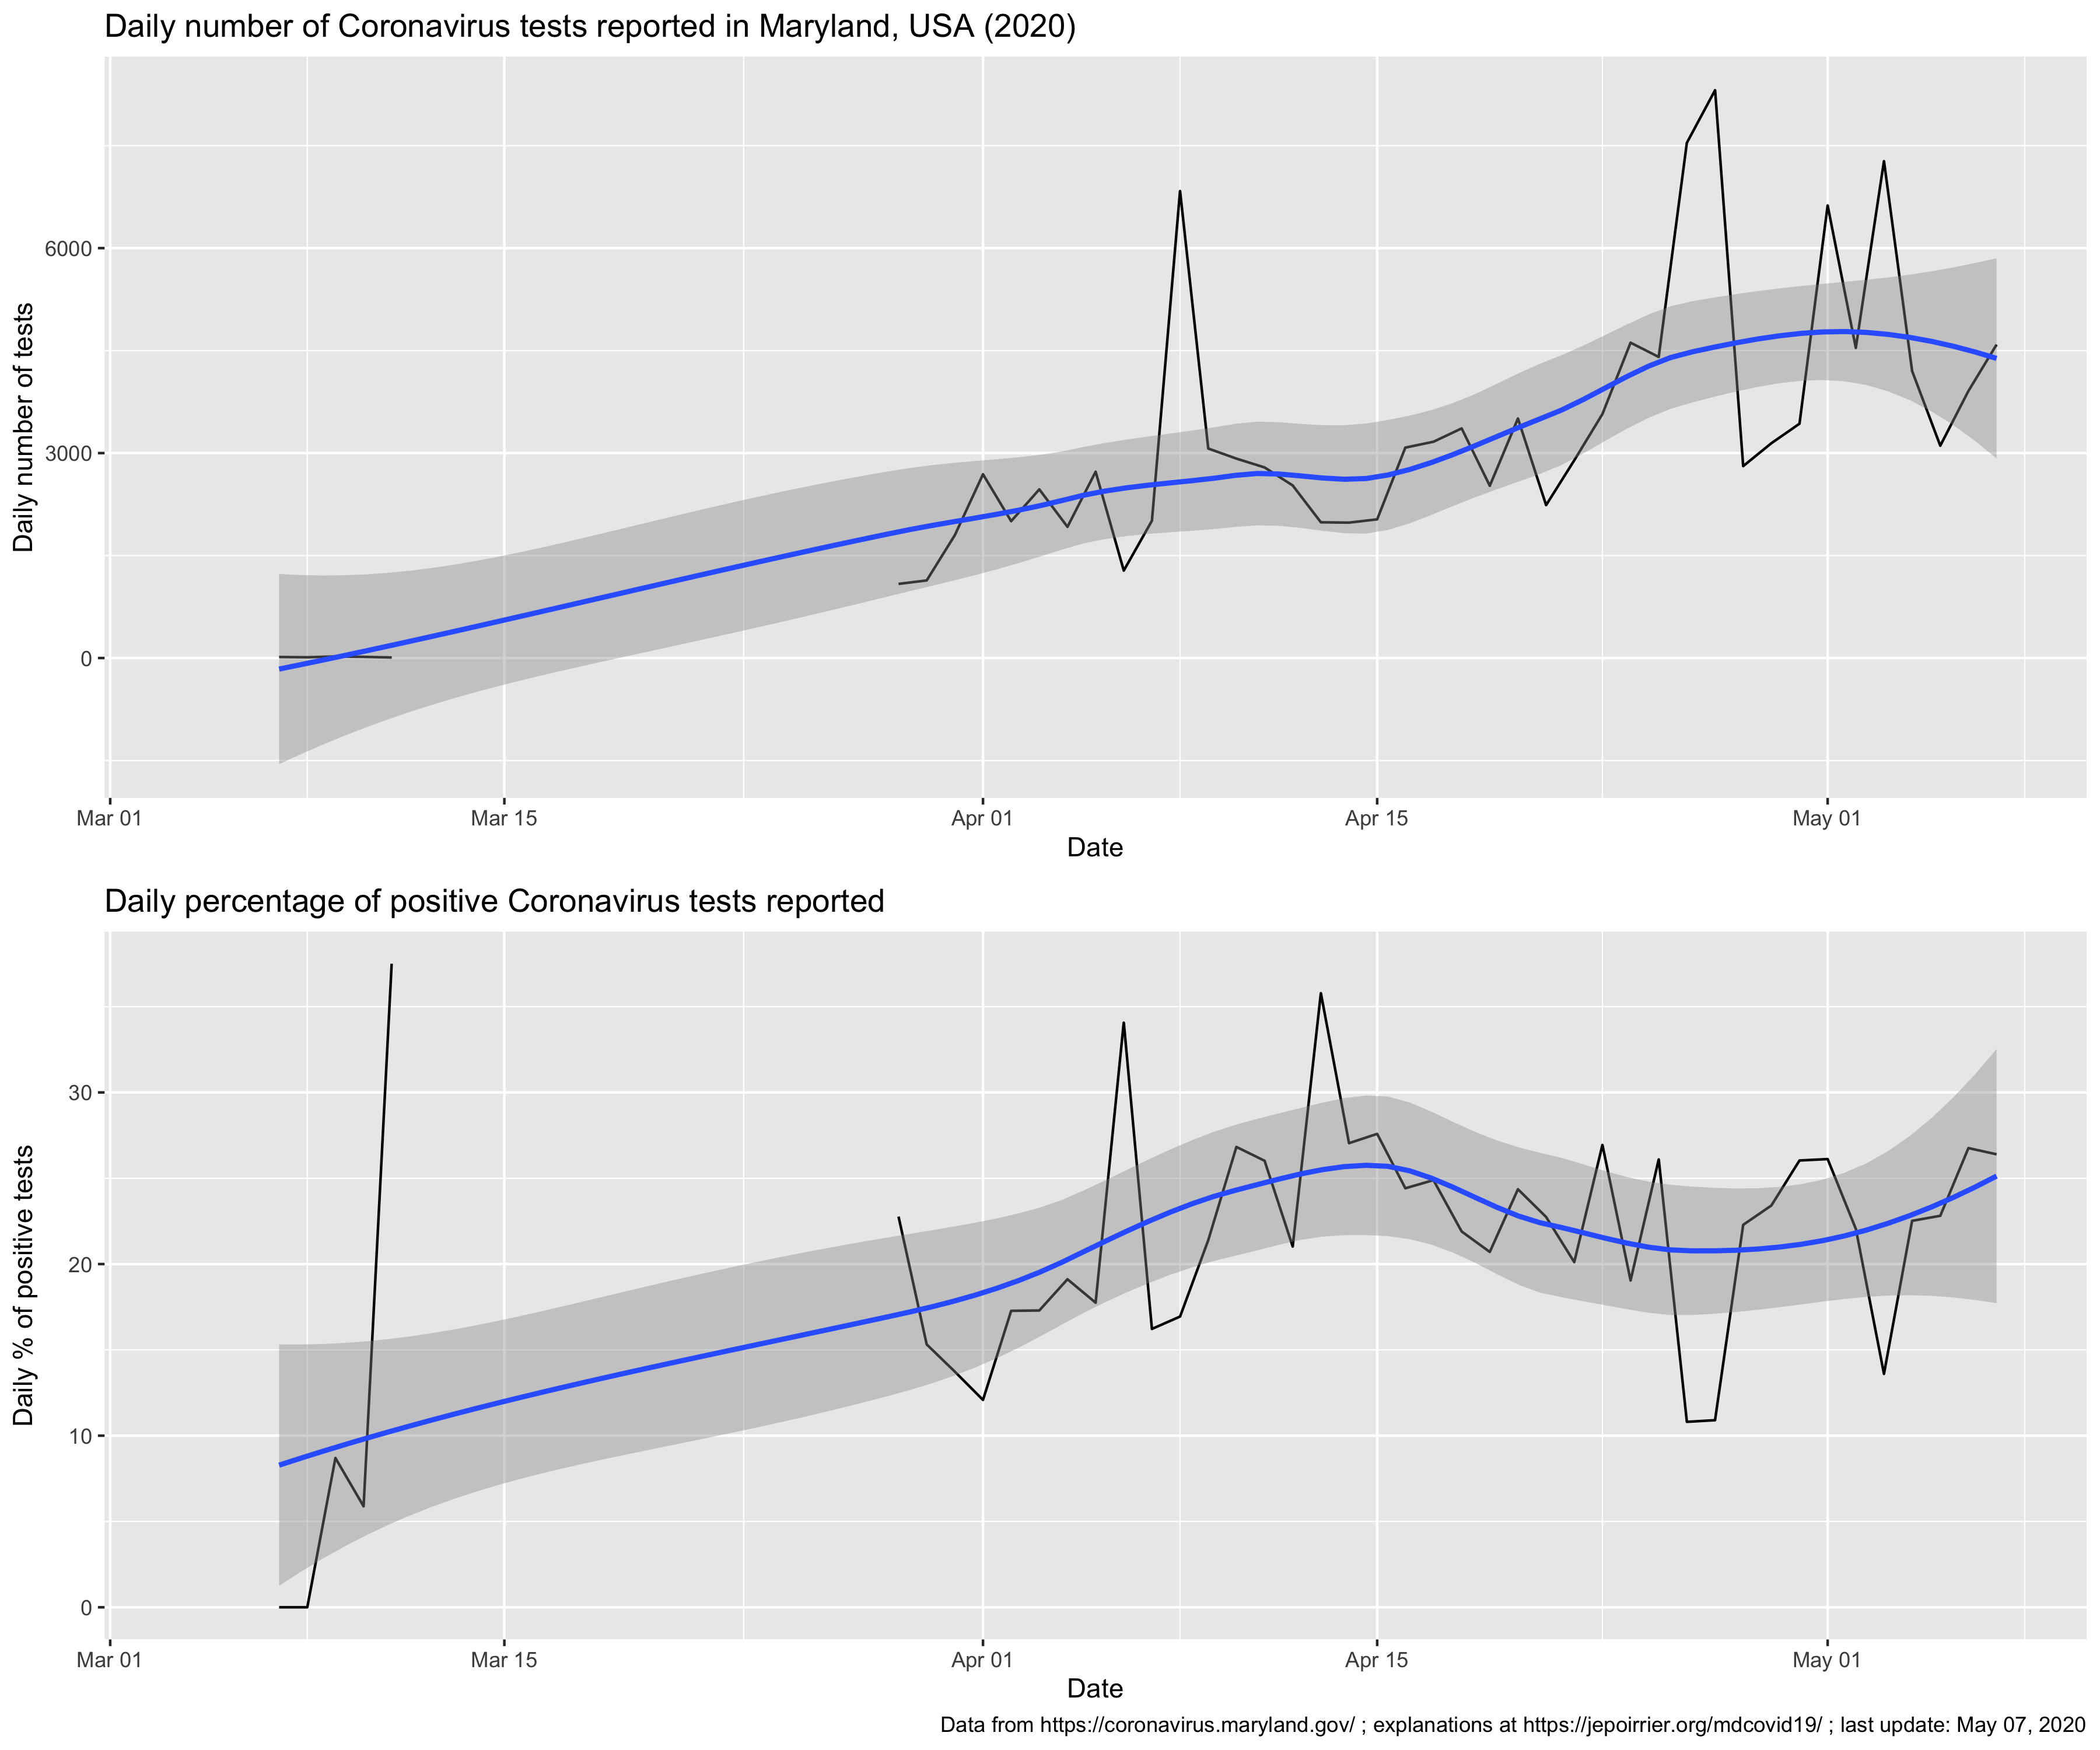 Daily number of Coronavirus tests reported in Maryland, USA (2020)
Daily number of tests
6000
3000
0
Mar 01
Mar 15
Apr 01
Apr 15
May 01
Date
Daily percentage of positive Coronavirus tests reported
Daily % of positive tests
30
20
10
0
Mar 01
Mar 15
Apr 01
Apr 15
May 01
Date
Data from https://coronavirus.maryland.gov/ ; explanations at https://jepoirrier.org/mdcovid19/ ; last update: May 07, 2020